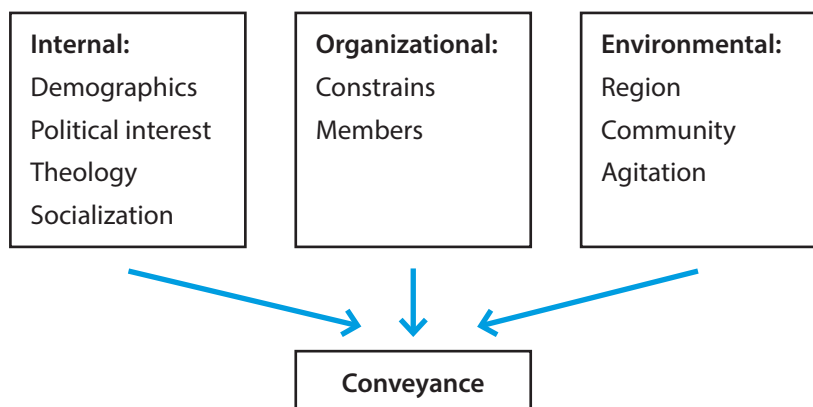 Internal:
Demographics
Political interest
Theology
Socialization
Organizational:
Constrains
Members
Environmental:
Region
Community
Agitation
Conveyance